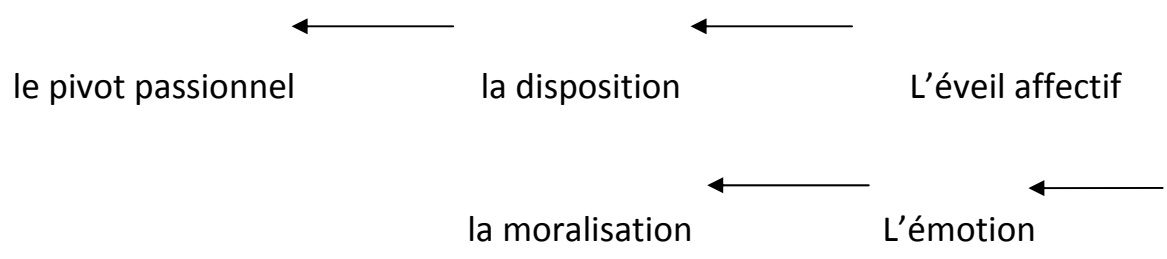 le pivot passionnel la disposition L’éveil affectif
la moralisation L’émotion